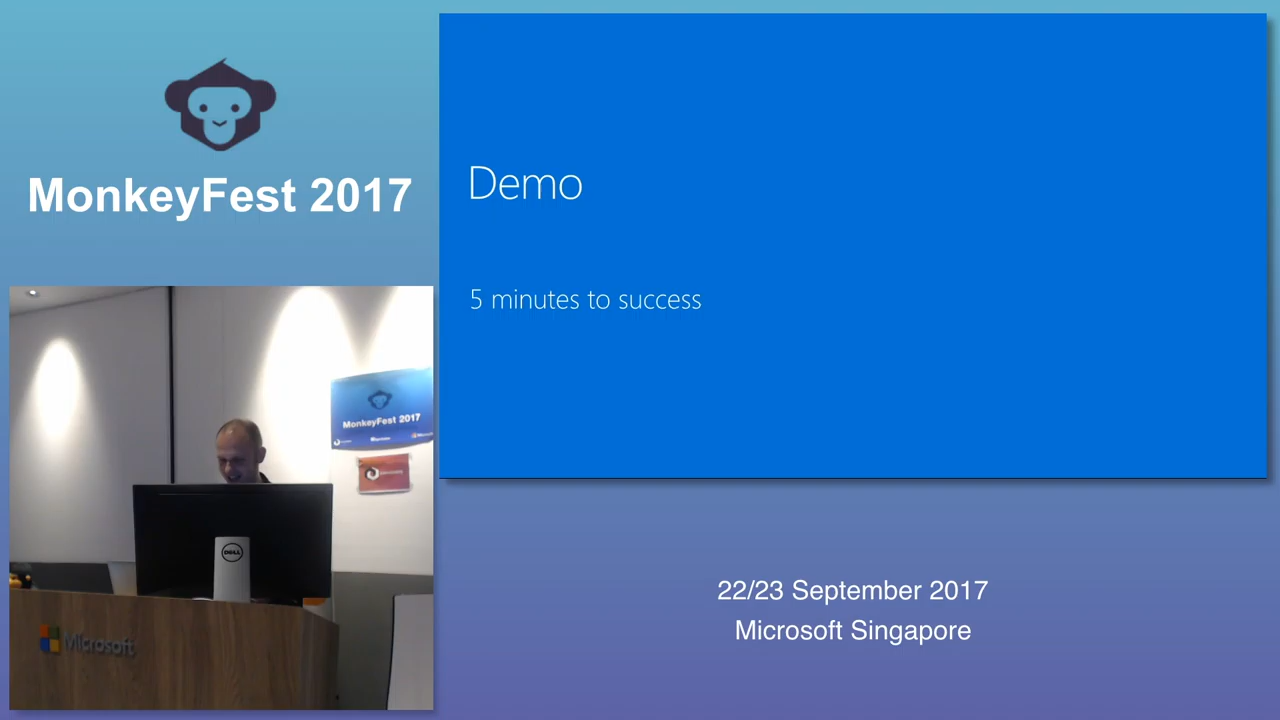 MonkeyFest 2017
Demo
5 minutes to success
MonkeyFest 2017
DELL
Microsoft
22/23 September 2017
Microsoft Singapore